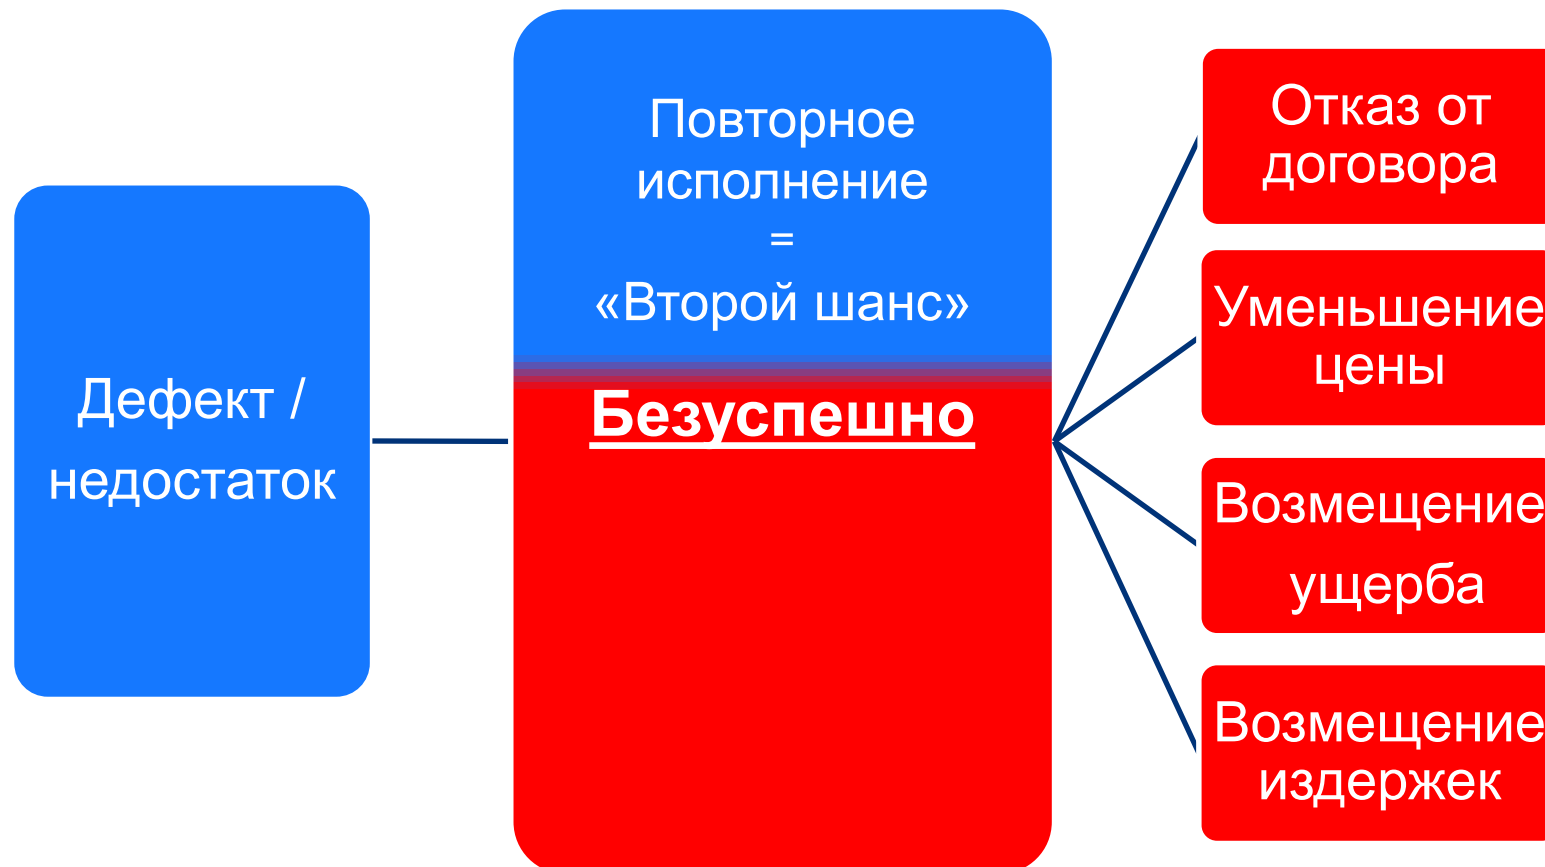 Дефект /
недостаток
Повторное
исполнение
=
«Второй шанс»
Безуспешно
Отказ от
договора
Уменьшение
цены
Возмещение
ущерба
Возмещение
издержек